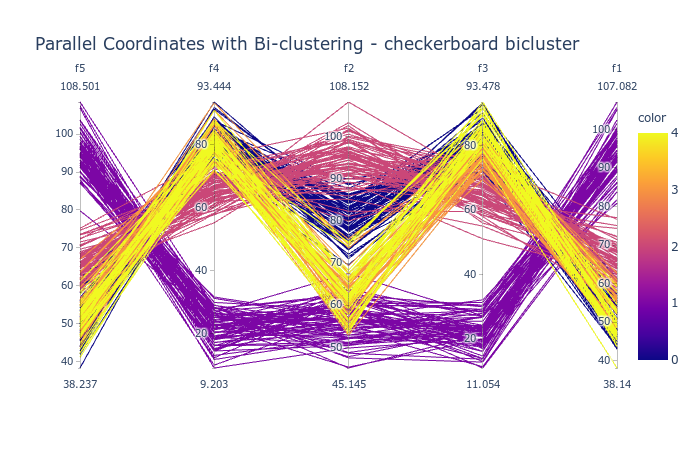 Parallel Coordinates with Bi-clustering - checkerboard bicluster
f5 f4 f2 f3 f1
108.501 93.444 108.152 93.478 107.082
color
100 90 80 70 60 50 40
80 60 40 20
100 90 80 70 60 50
80 60 40 20
100 90 80 70 60 50 40
4
3
2
1
0
38.237 9.203 45.145 11.054 38.14